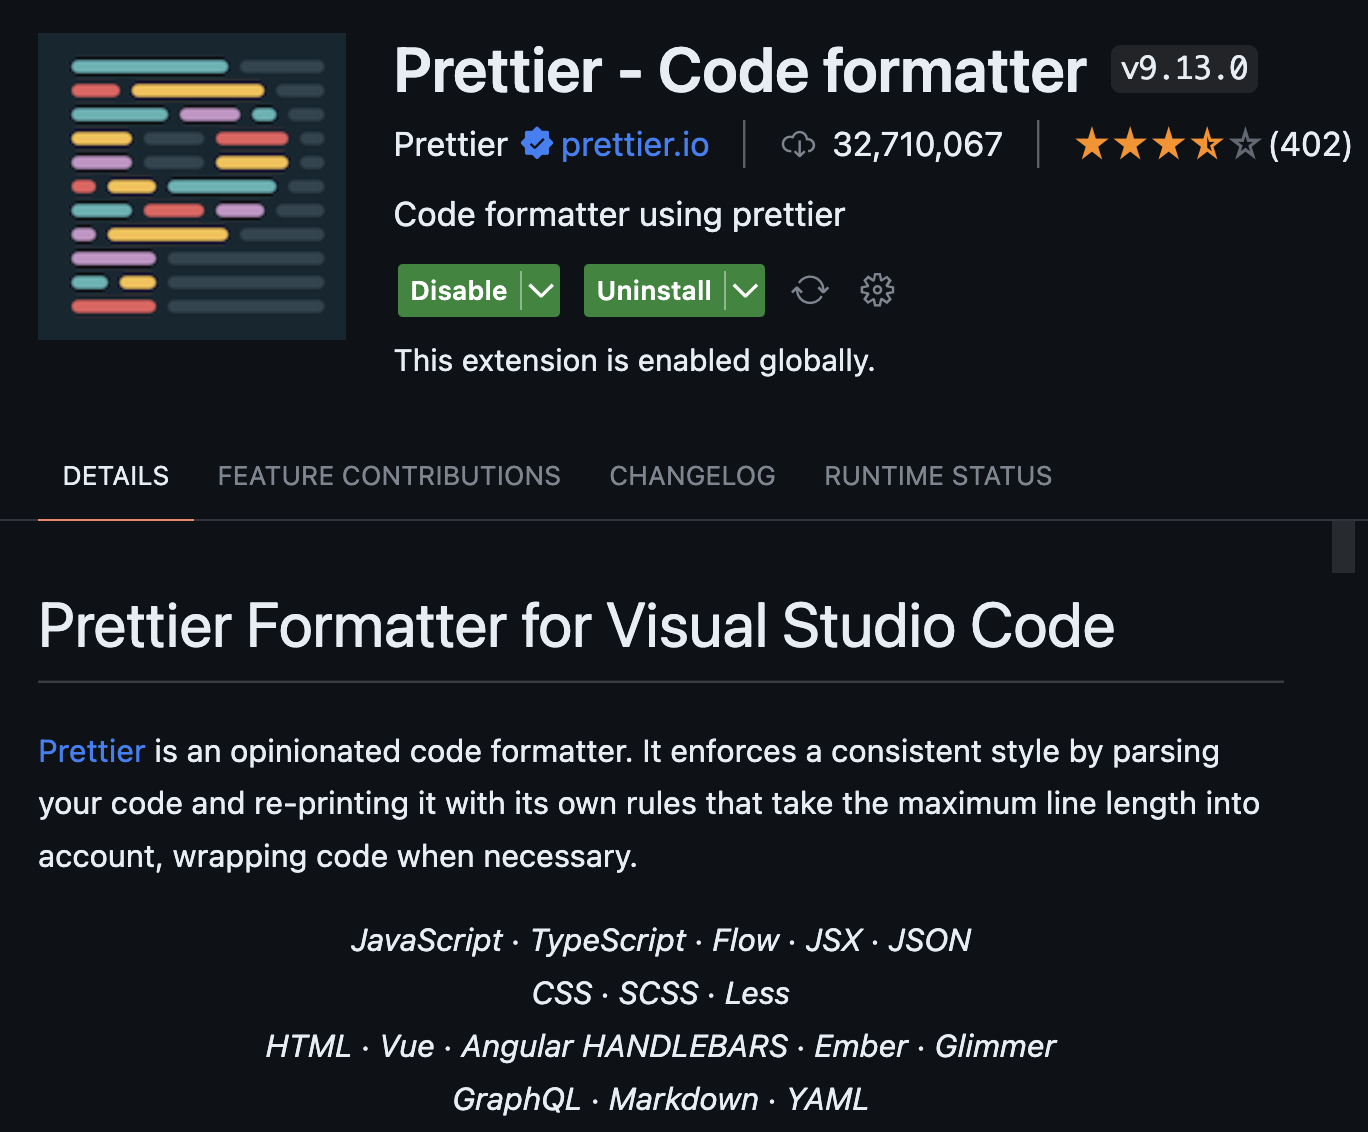 Prettier - Code formatter v9.13.0
Prettier prettier.io 32,710,067 (402)
Code formatter using prettier
Disable Uninstall
This extension is enabled globally.
DETAILS FEATURE CONTRIBUTIONS CHANGELOG RUNTIME STATUS
Prettier Formatter for Visual Studio Code
Prettier is an opinionated code formatter. It enforces a consistent style by parsing
your code and re-printing it with its own rules that take the maximum line length into
account, wrapping code when necessary.
JavaScript · TypeScript · Flow · JSX · JSON
CSS · SCSS · Less
HTML · Vue · Angular HANDLEBARS · Ember · Glimmer
GraphQL · Markdown · YAML